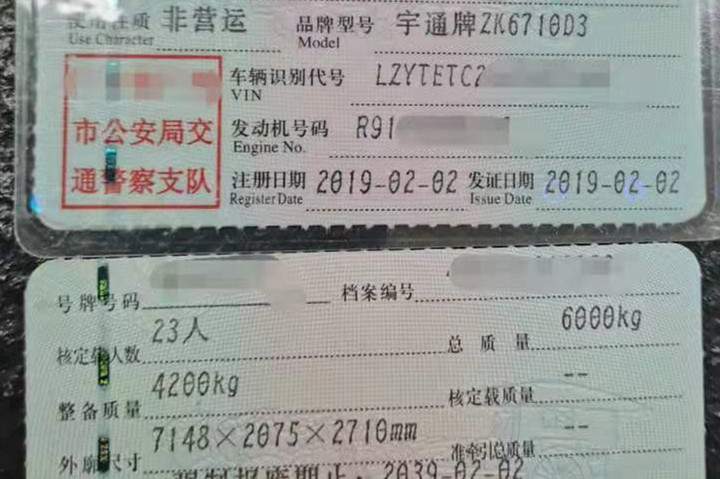 使用性质 非营运 品牌型号 宇通牌ZK6710D3
Use Character Model
车辆识别代号 LZYTETC2
VIN
市公安局交
通警察支队
发动机号码 R91
Engine No.
注册日期 2019-02-02 发证日期 2019-02-02
Register Date Issue Date
号牌号码 档案编号
核定载人数 23人 总质量 6000kg
整备质量 4200kg 核定载质量 --
外廓尺寸 7148×2075×2710mm 准牵引总质量 --
强制报废期止：2039-02-02